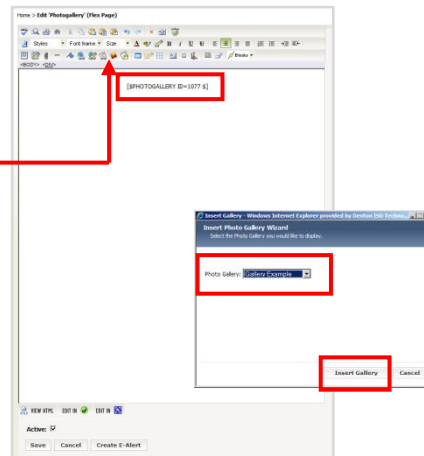 Home > Edit 'Photogallery' (Flex Page)
Styles Font Name Size B I U
Blocks
<BODY> <DIV>
[$PHOTOGALLERY ID=1077 $]
Insert Gallery - Windows Internet Explorer provided by Denton ISD Techno...
Insert Photo Gallery Wizard
Select the Photo Gallery you would like to display.
Photo Gallery: Gallery Example
Insert Gallery Cancel
VIEW HTML EDIT IN EDIT IN
Active:
Save Cancel Create E-Alert